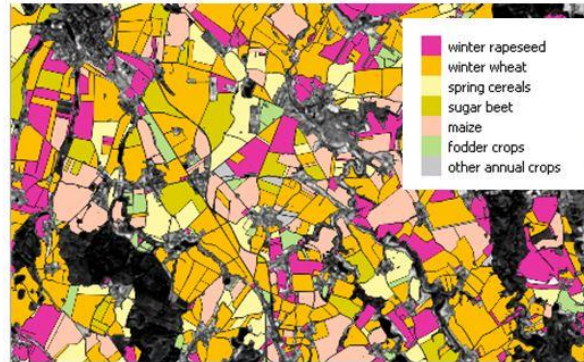 winter rapeseed
winter wheat
spring cereals
sugar beet
maize
fodder crops
other annual crops